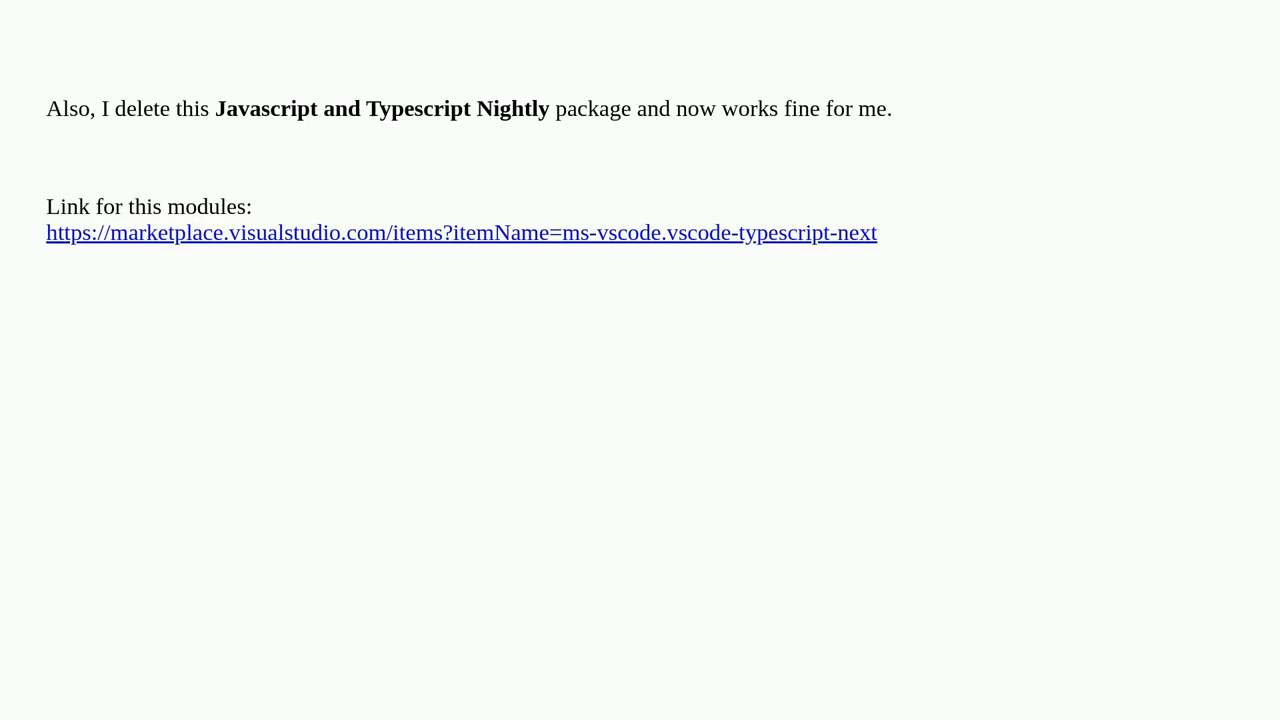 Also, I delete this Javascript and Typescript Nightly package and now works fine for me.
Link for this modules:
https://marketplace.visualstudio.com/items?itemName=ms-vscode.vscode-typescript-next